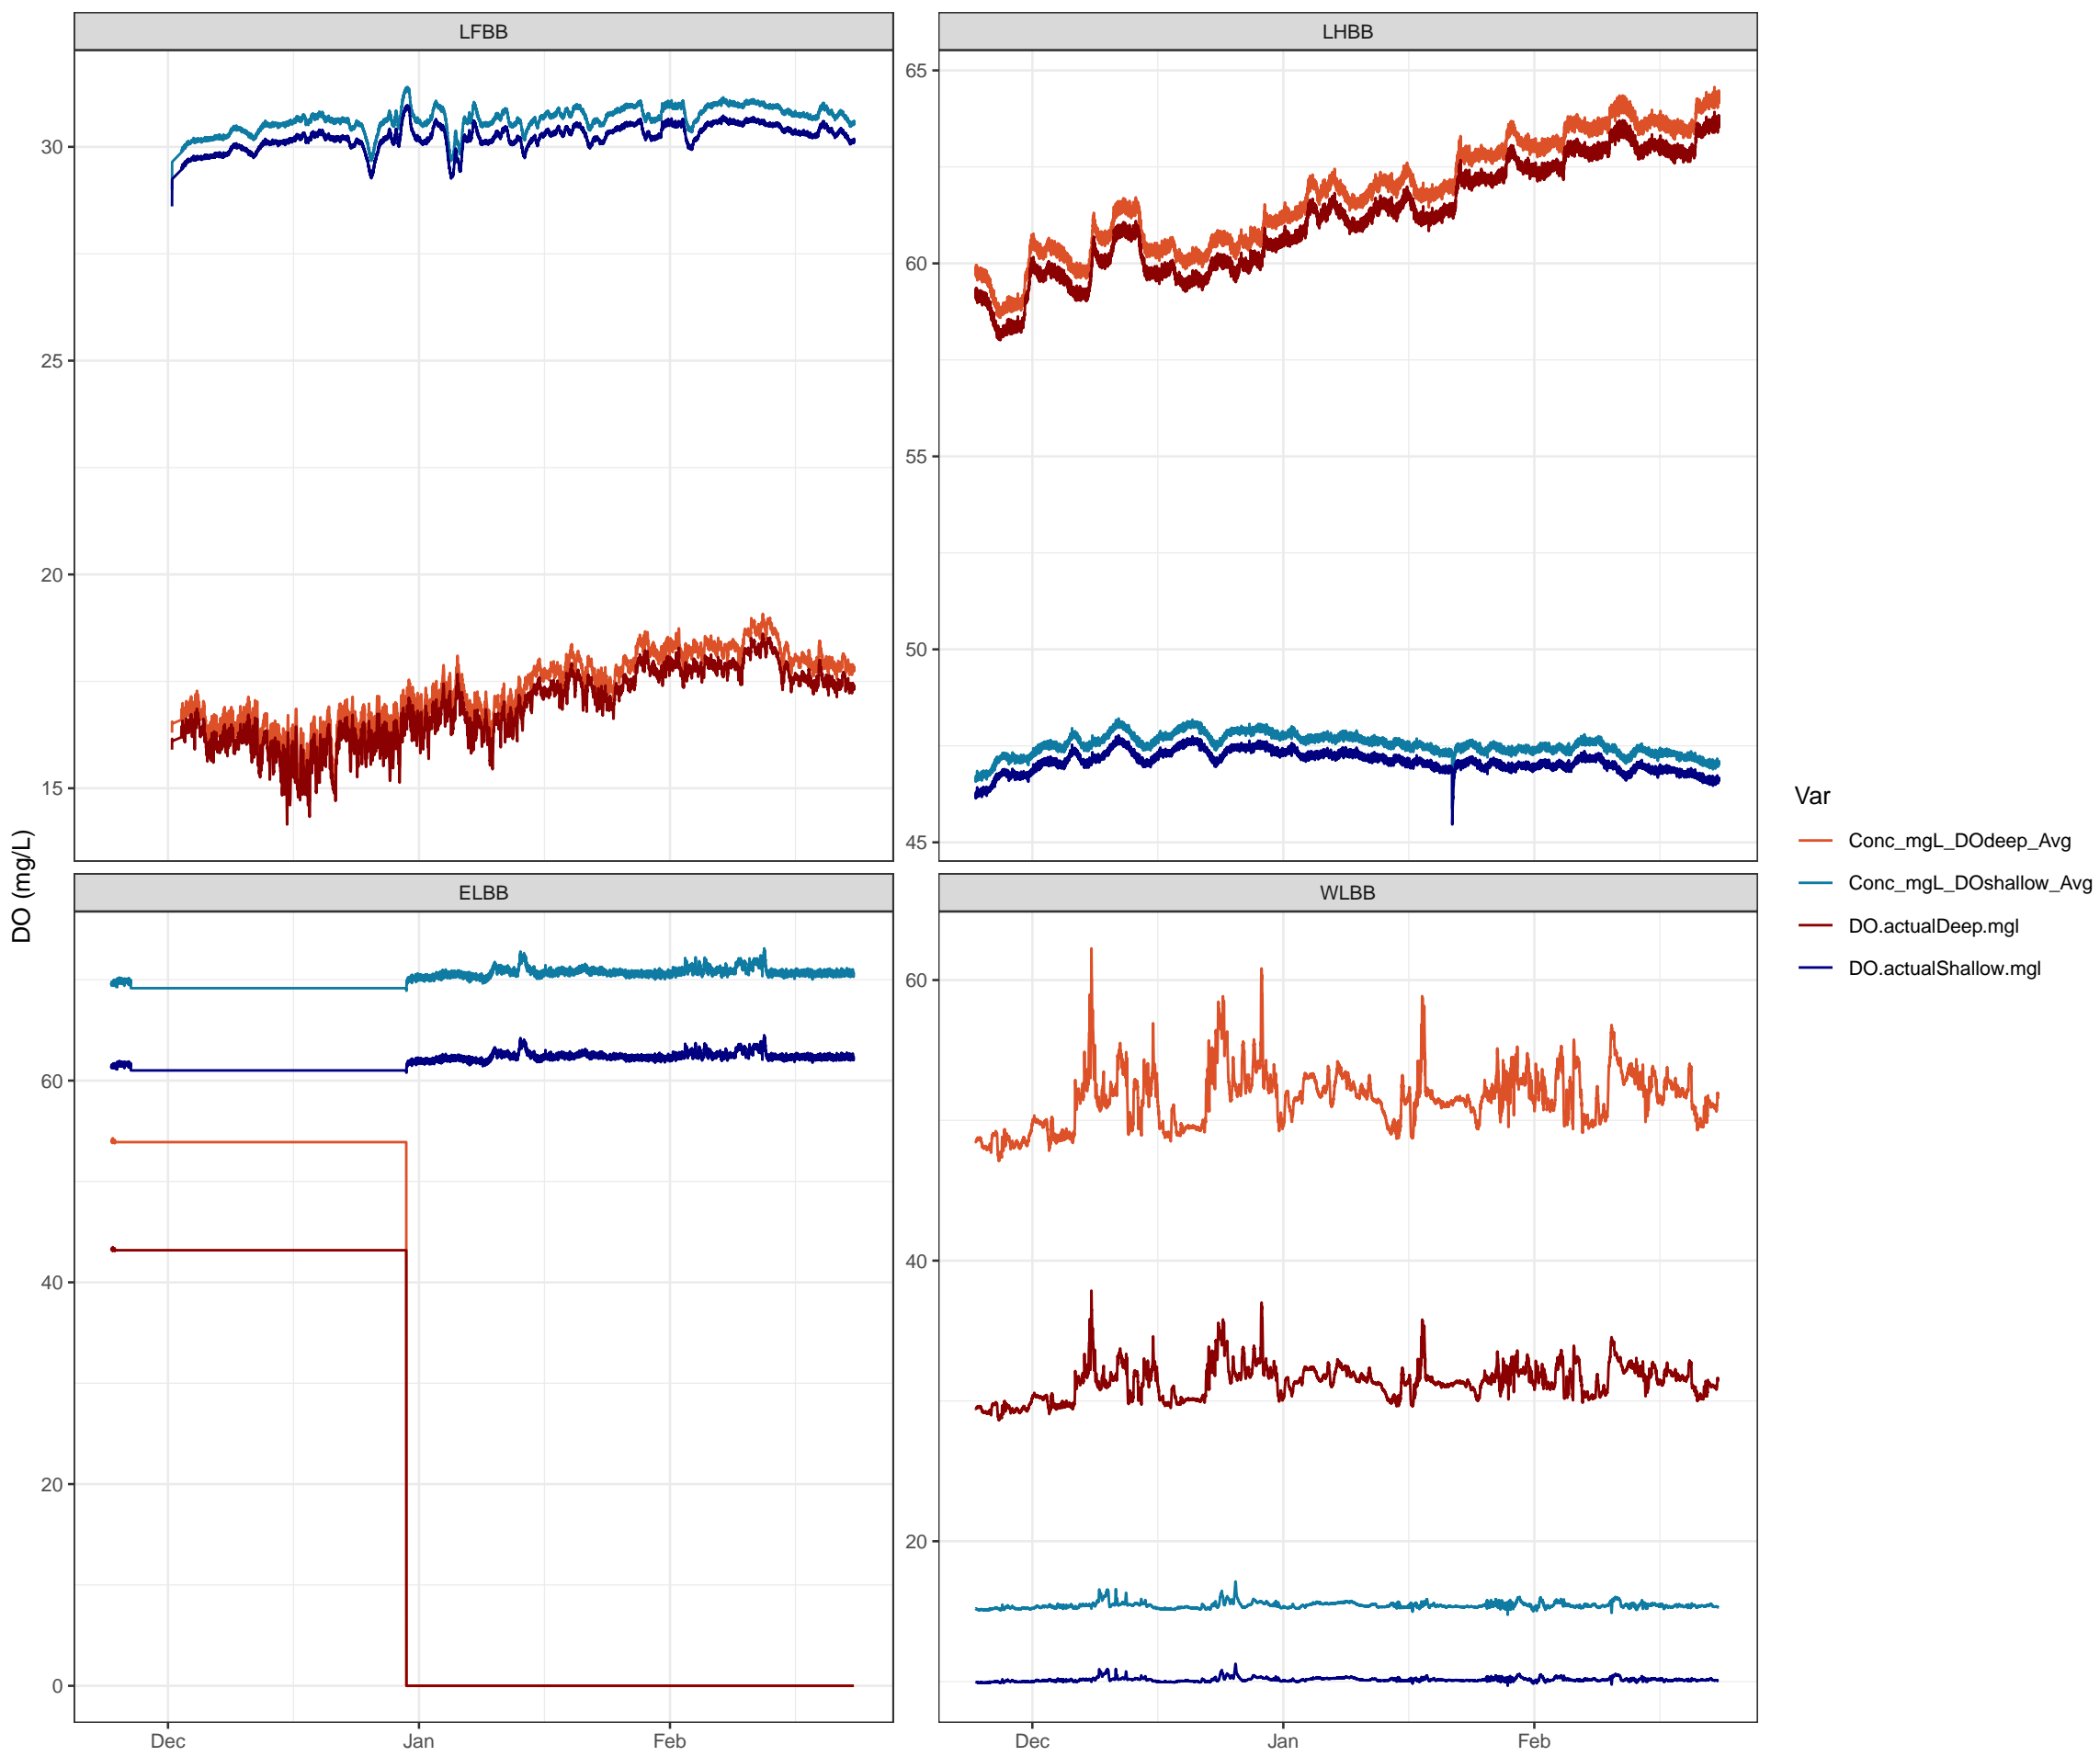 LFBB
LHBB
30
25
20
15
65
60
55
50
45
DO (mg/L)
ELBB
WLBB
60
40
20
0
60
40
20
Dec
Jan
Feb
Dec
Jan
Feb
Var
Conc_mgL_DOdeep_Avg
Conc_mgL_DOshallow_Avg
DO.actualDeep.mgl
DO.actualShallow.mgl